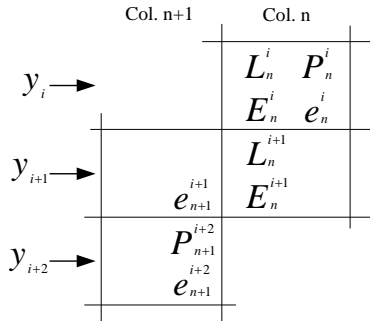 Col. n+1 Col. n
y_i L_n^i P_n^i
E_n^i e_n^i
y_{i+1} L_n^{i+1}
e_{n+1}^{i+1} E_n^{i+1}
y_{i+2} P_{n+1}^{i+2}
e_{n+1}^{i+2}